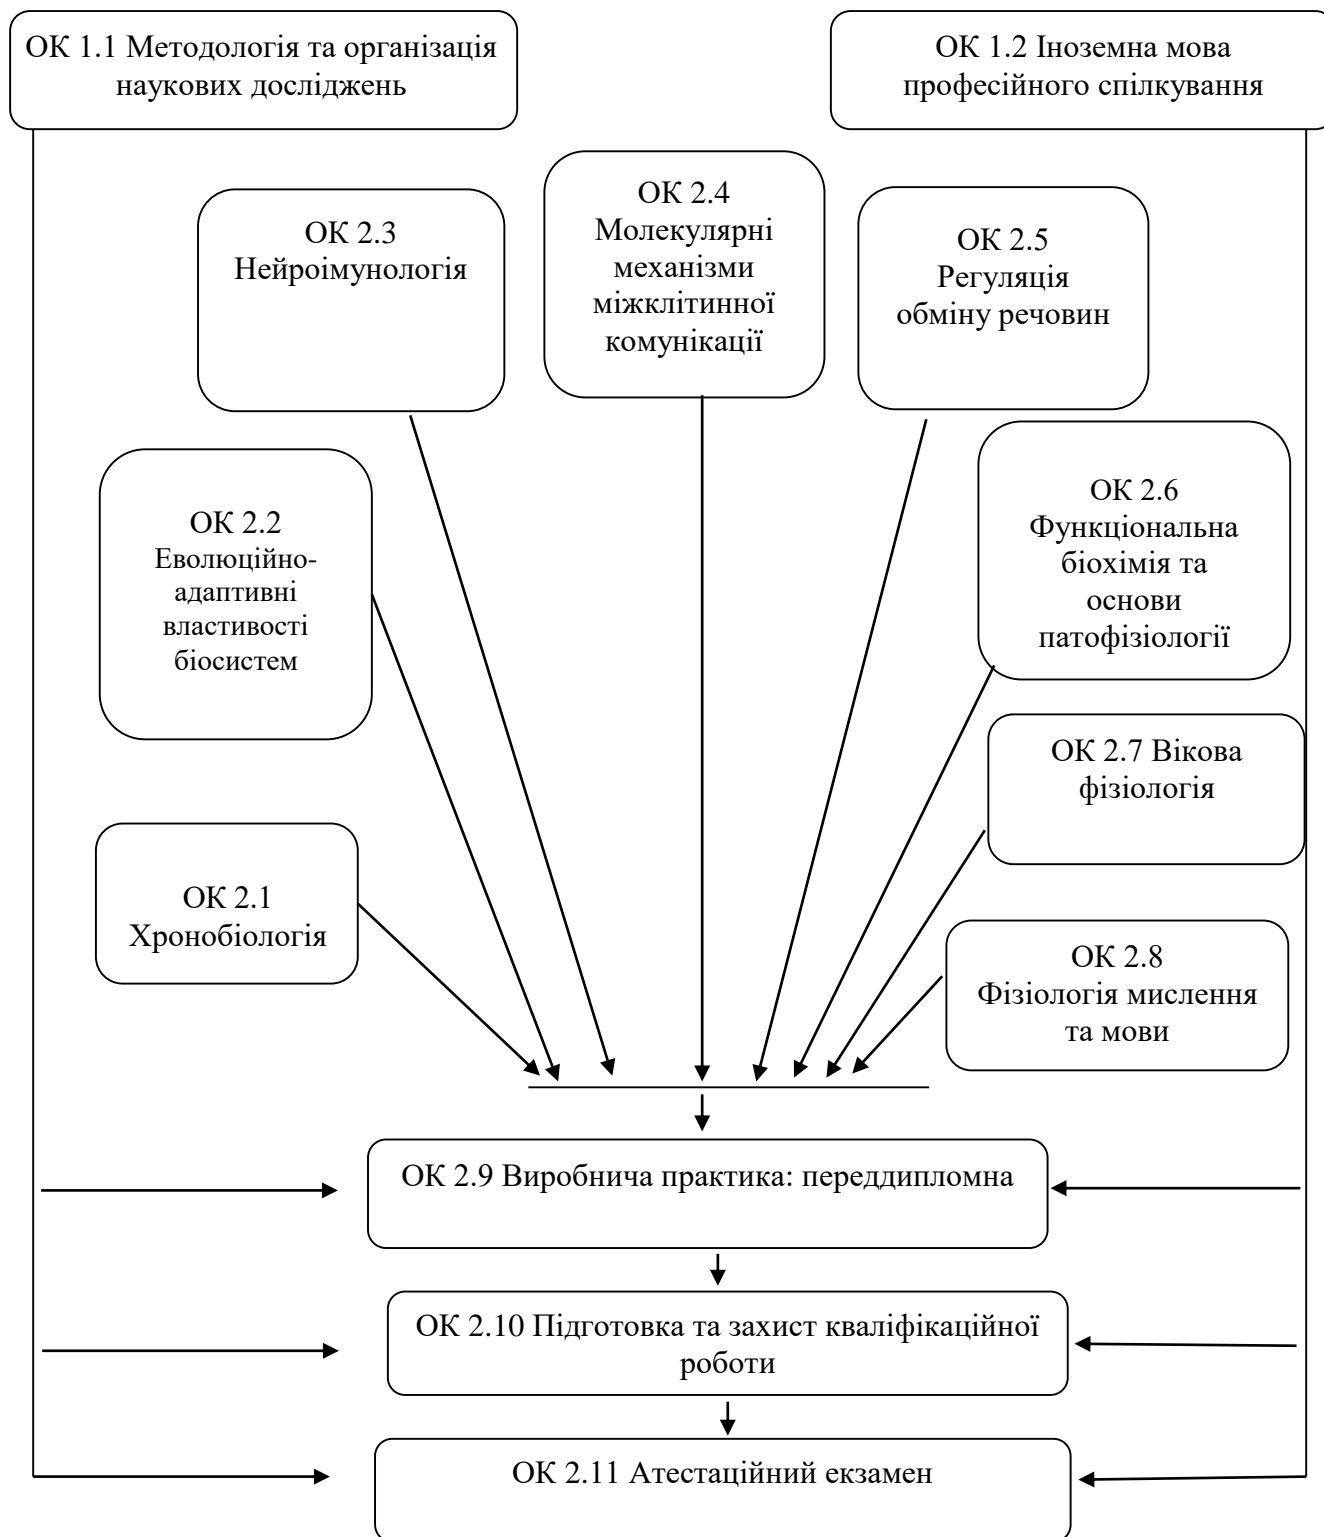 ОК 1.1 Методологія та організація
наукових досліджень
ОК 1.2 Іноземна мова
професійного спілкування
ОК 2.3
Нейроімунологія
ОК 2.4
Молекулярні
механізми
міжклітинної
комунікації
ОК 2.5
Регуляція
обміну речовин
ОК 2.2
Еволюційно-
адаптивні
властивості
біосистем
ОК 2.6
Функціональна
біохімія та
основи
патофізіології
ОК 2.7 Вікова
фізіологія
ОК 2.1
Хронобіологія
ОК 2.8
Фізіологія мислення
та мови
ОК 2.9 Виробнича практика: переддипломна
ОК 2.10 Підготовка та захист кваліфікаційної
роботи
ОК 2.11 Атестаційний екзамен